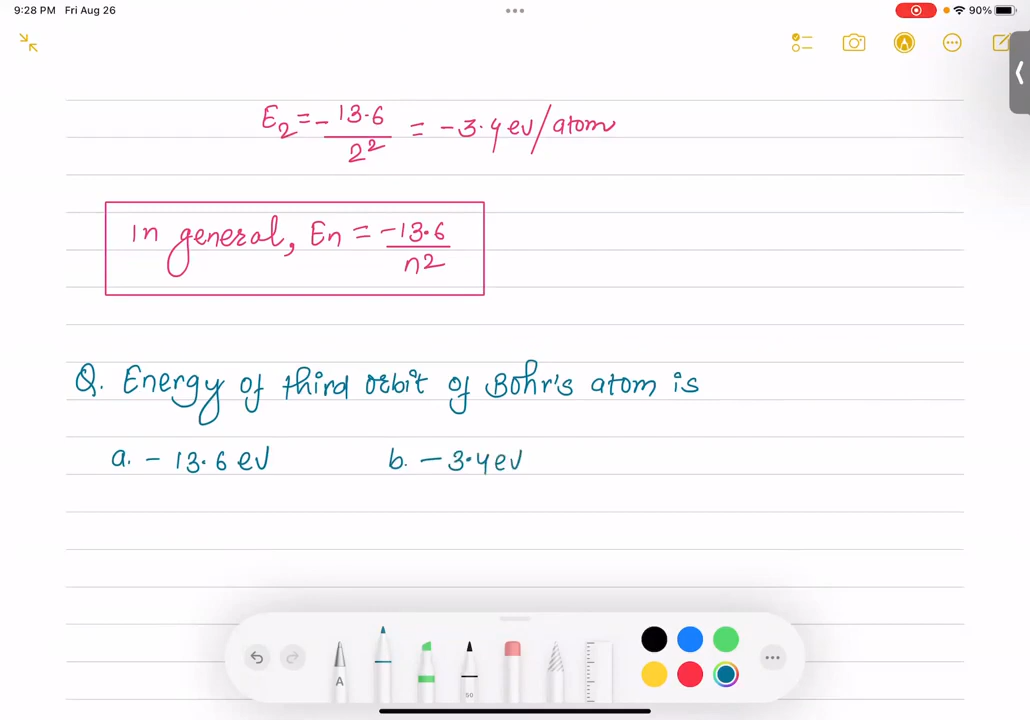 9:28 PM Fri Aug 26 90%
E2 = -13.6/2² = -3.4 ev/atom
In general, En = -13.6/n2
Q. Energy of third orbit of Bohr's atom is
a. -13.6 ev b. -3.4 ev
A 50